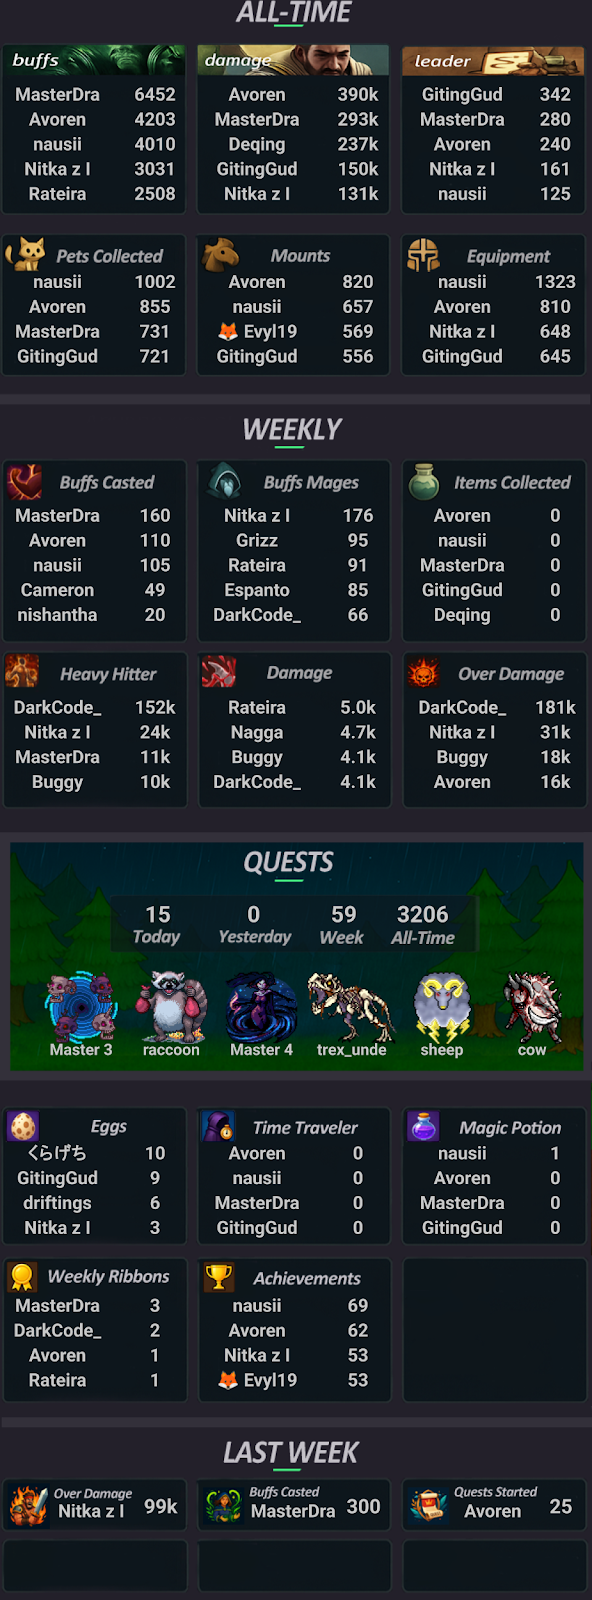 ALL-TIME
buffs
MasterDra 6452
Avoren 4203
nausii 4010
Nitka z l 3031
Rateira 2508
damage
Avoren 390k
MasterDra 293k
Deqing 237k
GitingGud 150k
Nitka z l 131k
leader
GitingGud 342
MasterDra 280
Avoren 240
Nitka z l 161
nausii 125
Pets Collected
nausii 1002
Avoren 855
MasterDra 731
GitingGud 721
Mounts
Avoren 820
nausii 657
🦊 Evyl19 569
GitingGud 556
Equipment
nausii 1323
Avoren 810
Nitka z l 648
GitingGud 645
WEEKLY
Buffs Casted
MasterDra 160
Avoren 110
nausii 105
Cameron 49
nishantha 20
Buffs Mages
Nitka z l 176
Grizz 95
Rateira 91
Espanto 85
DarkCode_ 66
Items Collected
Avoren 0
nausii 0
MasterDra 0
GitingGud 0
Deqing 0
Heavy Hitter
DarkCode_ 152k
Nitka z l 24k
MasterDra 11k
Buggy 10k
Damage
Rateira 5.0k
Nagga 4.7k
Buggy 4.1k
DarkCode_ 4.1k
Over Damage
DarkCode_ 181k
Nitka z l 31k
Buggy 18k
Avoren 16k
QUESTS
15 0 59 3206
Today Yesterday Week All-Time
Master 3 raccoon Master 4 trex_unde sheep cow
Eggs
くらげち 10
GitingGud 9
driftings 6
Nitka z l 3
Time Traveler
Avoren 0
nausii 0
MasterDra 0
GitingGud 0
Magic Potion
nausii 1
Avoren 0
MasterDra 0
GitingGud 0
Weekly Ribbons
MasterDra 3
DarkCode_ 2
Avoren 1
Rateira 1
Achievements
nausii 69
Avoren 62
Nitka z l 53
🦊 Evyl19 53
LAST WEEK
Over Damage
Nitka z l 99k
Buffs Casted
MasterDra 300
Quests Started
Avoren 25